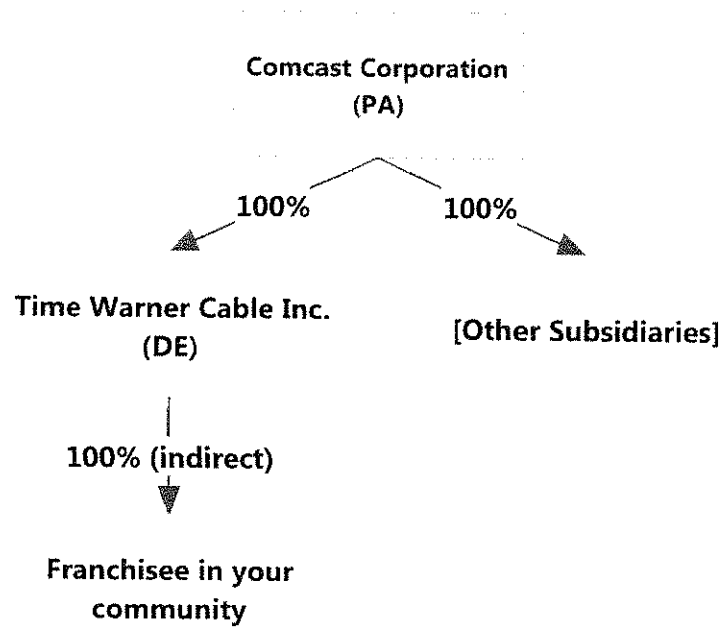 Comcast Corporation
(PA)
100%
100%
Time Warner Cable Inc.
(DE)
[Other Subsidiaries]
100% (indirect)
Franchisee in your
community